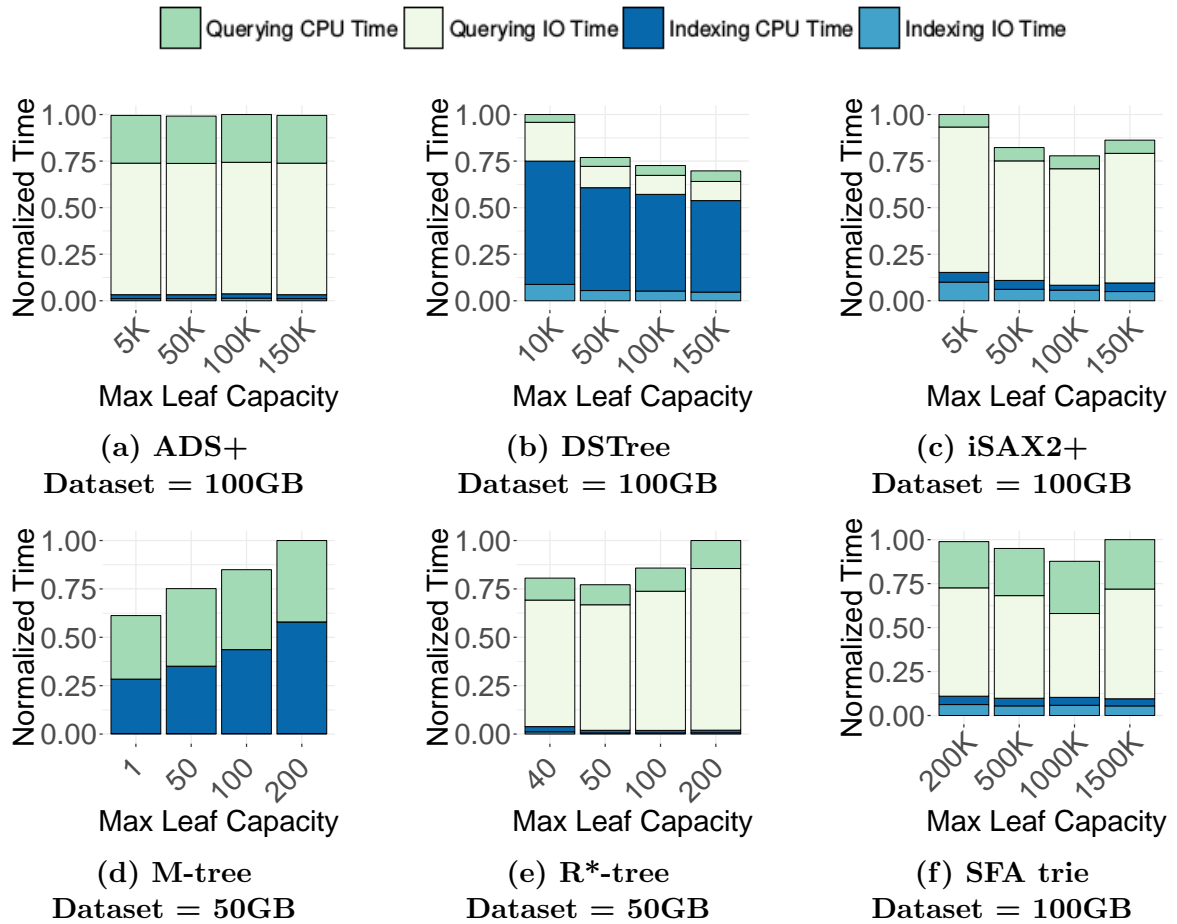 Querying CPU Time Querying IO Time Indexing CPU Time Indexing IO Time
Normalized Time
1.00
0.75
0.50
0.25
0.00
5K 50K 100K 150K
Max Leaf Capacity
(a) ADS+
Dataset = 100GB
Normalized Time
1.00
0.75
0.50
0.25
0.00
10K 50K 100K 150K
Max Leaf Capacity
(b) DSTree
Dataset = 100GB
Normalized Time
1.00
0.75
0.50
0.25
0.00
5K 50K 100K 150K
Max Leaf Capacity
(c) iSAX2+
Dataset = 100GB
Normalized Time
1.00
0.75
0.50
0.25
0.00
1 50 100 200
Max Leaf Capacity
(d) M-tree
Dataset = 50GB
Normalized Time
1.00
0.75
0.50
0.25
0.00
40 50 100 200
Max Leaf Capacity
(e) R*-tree
Dataset = 50GB
Normalized Time
1.00
0.75
0.50
0.25
0.00
200K 500K 1000K 1500K
Max Leaf Capacity
(f) SFA trie
Dataset = 100GB